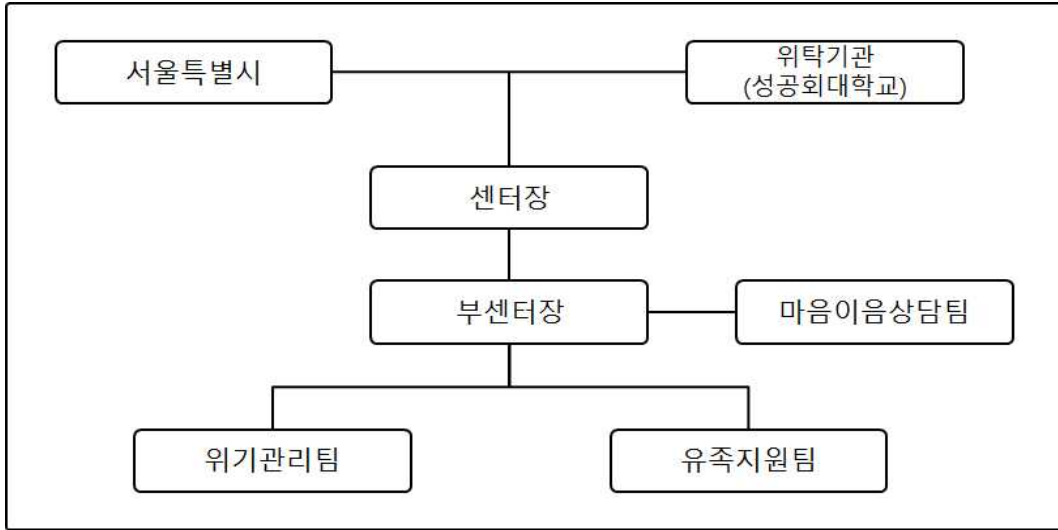 서울특별시
위탁기관
(성공회대학교)
센터장
부센터장
마음이음상담팀
위기관리팀
유족지원팀